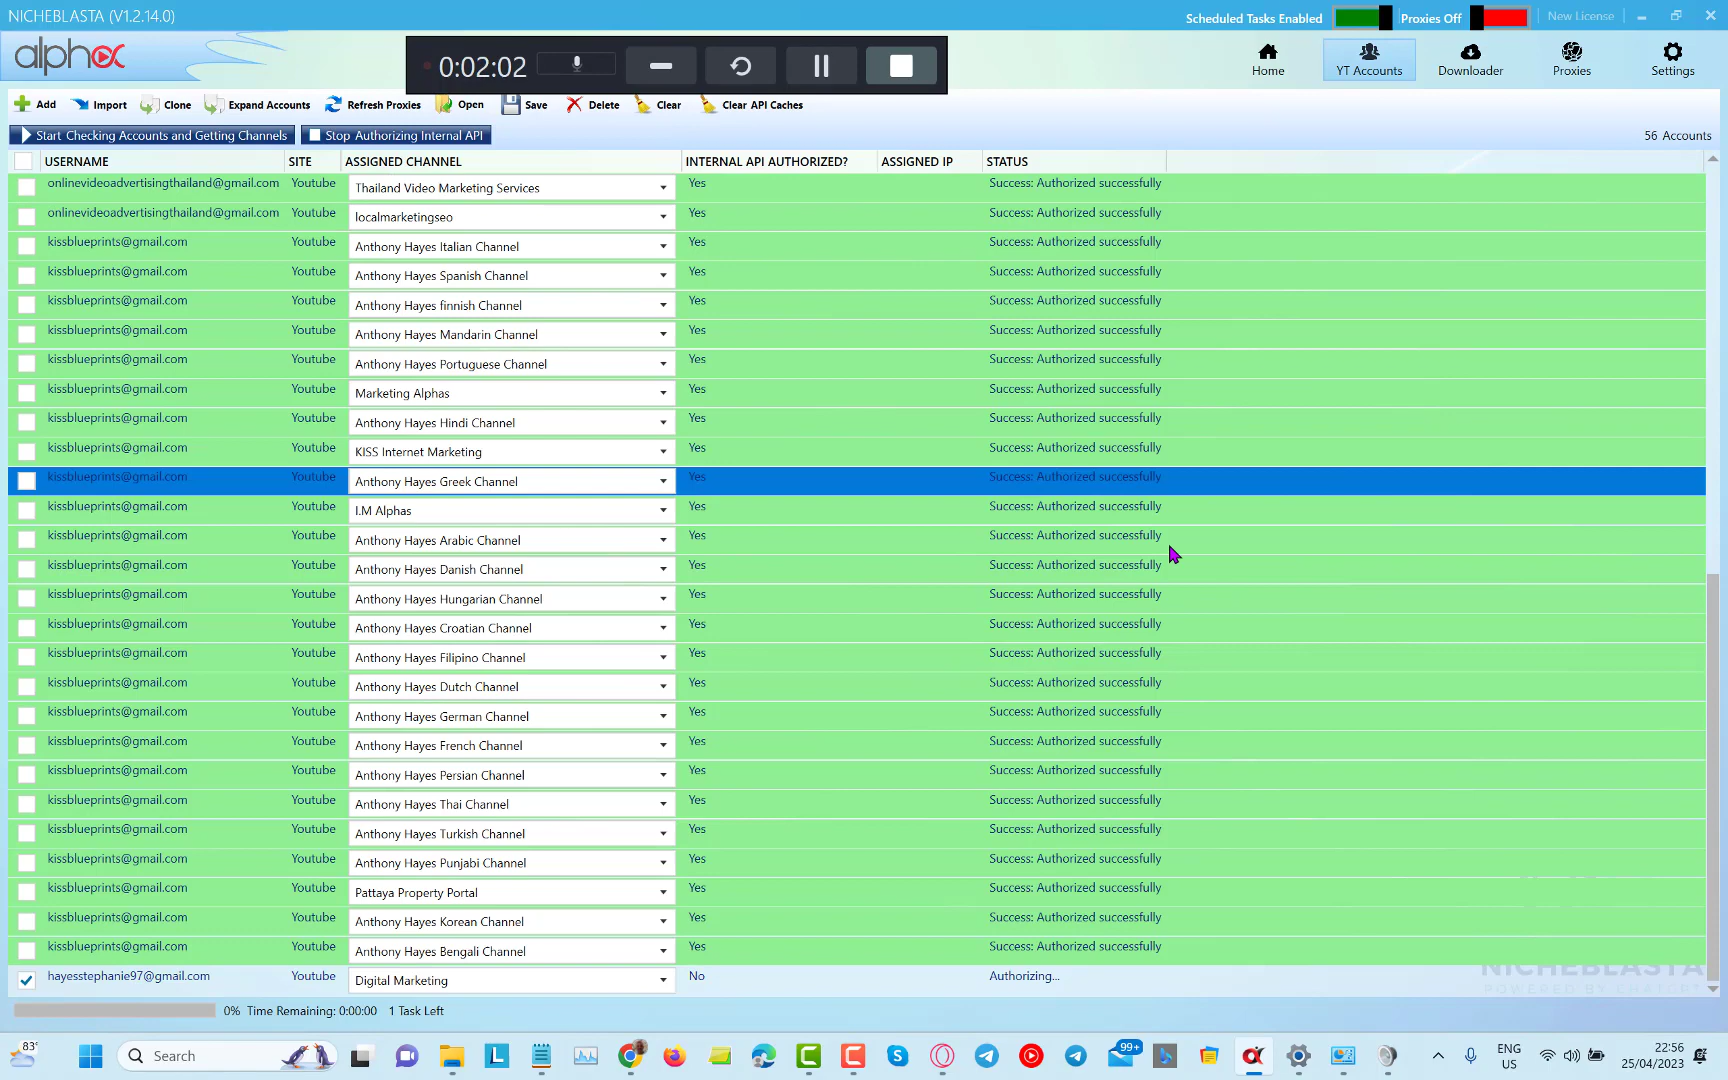 NICHEBLASTA (V1.2.14.0)
Scheduled Tasks Enabled
Proxies Off
New License
alpha
0:02:02
Home
YT Accounts
Downloader
Proxies
Settings
Add
Import
Clone
Expand Accounts
Refresh Proxies
Open
Save
Delete
Clear
Clear API Caches
Start Checking Accounts and Getting Channels
Stop Authorizing Internal API
56 Accounts
USERNAME SITE ASSIGNED CHANNEL INTERNAL API AUTHORIZED? ASSIGNED IP STATUS
onlinevideoadvertisingthailand@gmail.com Youtube Thailand Video Marketing Services Yes Success: Authorized successfully
onlinevideoadvertisingthailand@gmail.com Youtube localmarketingseo Yes Success: Authorized successfully
kissblueprints@gmail.com Youtube Anthony Hayes Italian Channel Yes Success: Authorized successfully
kissblueprints@gmail.com Youtube Anthony Hayes Spanish Channel Yes Success: Authorized successfully
kissblueprints@gmail.com Youtube Anthony Hayes finnish Channel Yes Success: Authorized successfully
kissblueprints@gmail.com Youtube Anthony Hayes Mandarin Channel Yes Success: Authorized successfully
kissblueprints@gmail.com Youtube Anthony Hayes Portuguese Channel Yes Success: Authorized successfully
kissblueprints@gmail.com Youtube Marketing Alphas Yes Success: Authorized successfully
kissblueprints@gmail.com Youtube Anthony Hayes Hindi Channel Yes Success: Authorized successfully
kissblueprints@gmail.com Youtube KISS Internet Marketing Yes Success: Authorized successfully
kissblueprints@gmail.com Youtube Anthony Hayes Greek Channel Yes Success: Authorized successfully
kissblueprints@gmail.com Youtube I.M Alphas Yes Success: Authorized successfully
kissblueprints@gmail.com Youtube Anthony Hayes Arabic Channel Yes Success: Authorized successfully
kissblueprints@gmail.com Youtube Anthony Hayes Danish Channel Yes Success: Authorized successfully
kissblueprints@gmail.com Youtube Anthony Hayes Hungarian Channel Yes Success: Authorized successfully
kissblueprints@gmail.com Youtube Anthony Hayes Croatian Channel Yes Success: Authorized successfully
kissblueprints@gmail.com Youtube Anthony Hayes Filipino Channel Yes Success: Authorized successfully
kissblueprints@gmail.com Youtube Anthony Hayes Dutch Channel Yes Success: Authorized successfully
kissblueprints@gmail.com Youtube Anthony Hayes German Channel Yes Success: Authorized successfully
kissblueprints@gmail.com Youtube Anthony Hayes French Channel Yes Success: Authorized successfully
kissblueprints@gmail.com Youtube Anthony Hayes Persian Channel Yes Success: Authorized successfully
kissblueprints@gmail.com Youtube Anthony Hayes Thai Channel Yes Success: Authorized successfully
kissblueprints@gmail.com Youtube Anthony Hayes Turkish Channel Yes Success: Authorized successfully
kissblueprints@gmail.com Youtube Anthony Hayes Punjabi Channel Yes Success: Authorized successfully
kissblueprints@gmail.com Youtube Pattaya Property Portal Yes Success: Authorized successfully
kissblueprints@gmail.com Youtube Anthony Hayes Korean Channel Yes Success: Authorized successfully
kissblueprints@gmail.com Youtube Anthony Hayes Bengali Channel Yes Success: Authorized successfully
hayesstephanie97@gmail.com Youtube Digital Marketing No Authorizing...
NICHEBLASTA
POWERED BY CHATGPT
0% Time Remaining: 0:00:00 1 Task Left
83°
Search
99+
ENG
US
22:56
25/04/2023